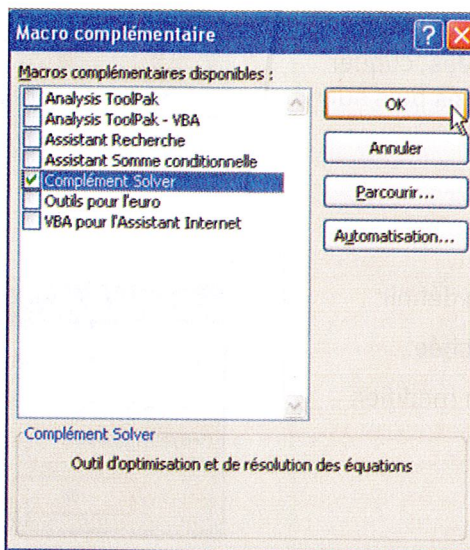 Macro complémentaire
Macros complémentaires disponibles :
Analysis ToolPak
Analysis ToolPak - VBA
Assistant Recherche
Assistant Somme conditionnelle
Complément Solver
Outils pour l'euro
VBA pour l'Assistant Internet
OK
Annuler
Parcourir...
Automatisation...
Complément Solver
Outil d'optimisation et de résolution des équations